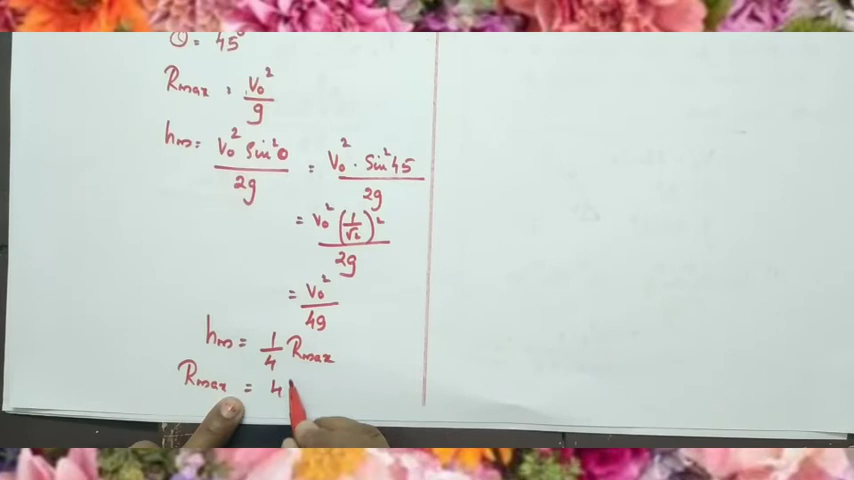 θ = 45°
Rmax = V₀²/g
hm = V₀² Sin²θ/2g = V₀² · Sin²45/2g
= V₀² (1/√2)²/2g
= V₀²/4g
hm = 1/4 Rmax
Rmax = 4